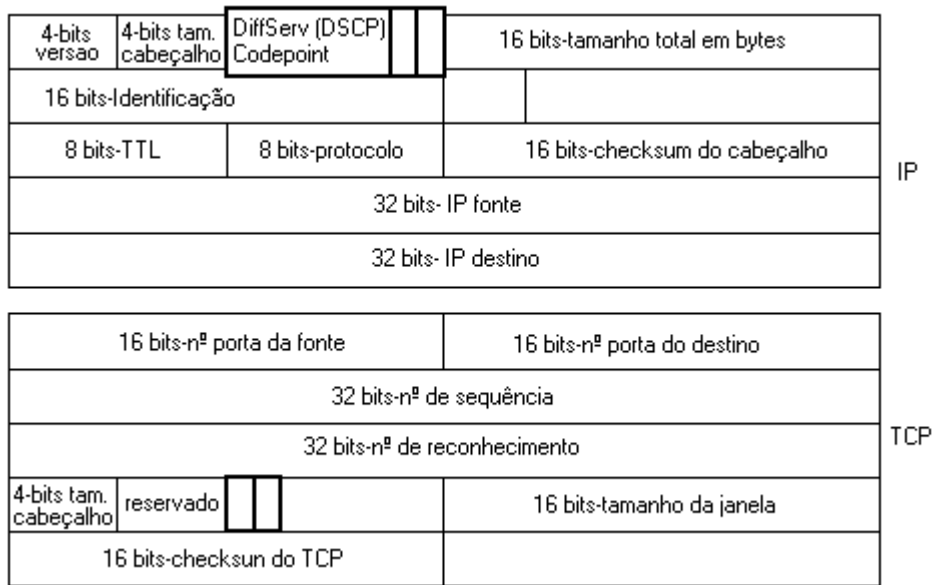 4-bits
versao
4-bits tam.
cabeçalho
DiffServ (DSCP)
Codepoint
16 bits-tamanho total em bytes
16 bits-Identificação
8 bits-TTL
8 bits-protocolo
16 bits-checksum do cabeçalho
IP
32 bits- IP fonte
32 bits- IP destino
16 bits-nº porta da fonte
16 bits-nº porta do destino
32 bits-nº de sequência
32 bits-nº de reconhecimento
TCP
4-bits tam.
cabeçalho
reservado
16 bits-tamanho da janela
16 bits-checksun do TCP